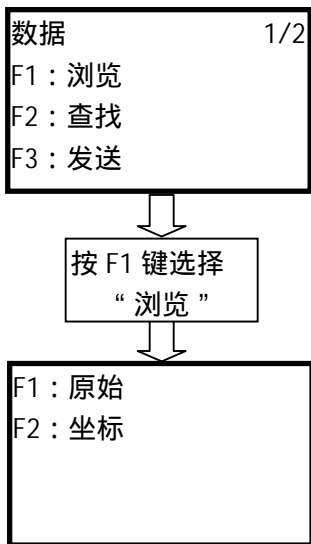 数据 1/2
F1：浏览
F2：查找
F3：发送
按 F1 键选择
“浏览”
F1：原始
F2：坐标